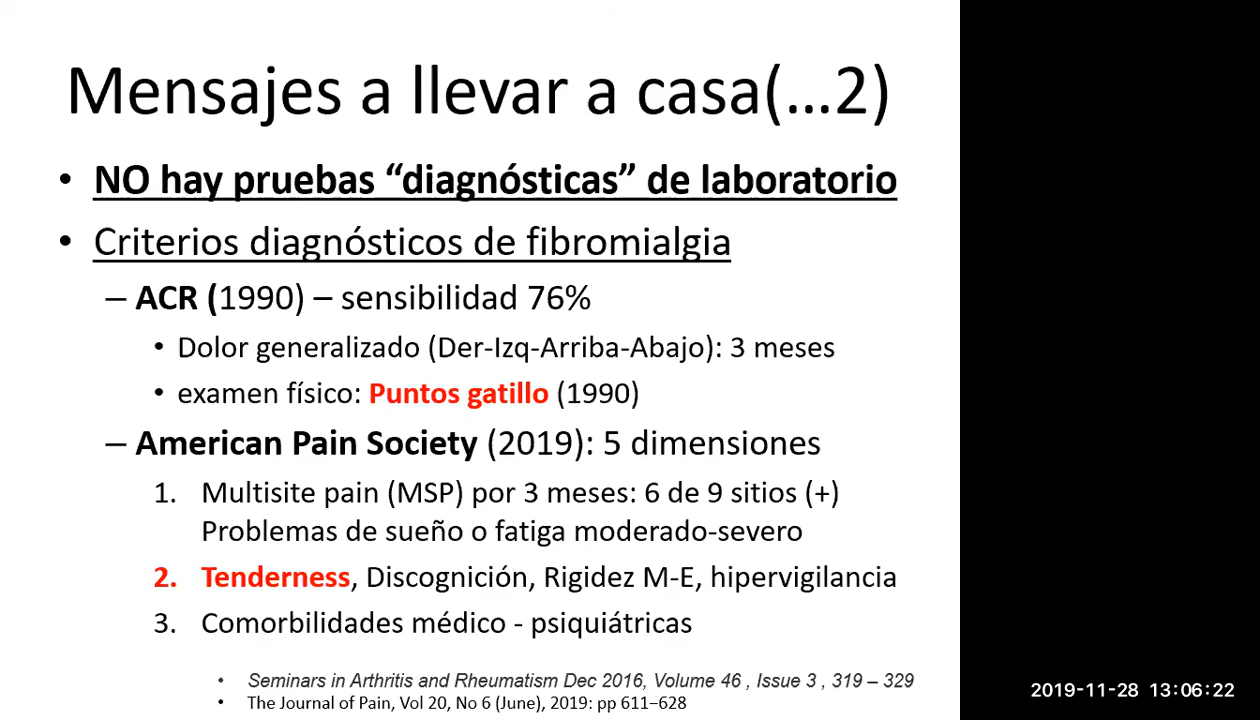 Mensajes a llevar a casa(...2)
• NO hay pruebas “diagnósticas” de laboratorio
• Criterios diagnósticos de fibromialgia
– ACR (1990) – sensibilidad 76%
• Dolor generalizado (Der-Izq-Arriba-Abajo): 3 meses
• examen físico: Puntos gatillo (1990)
– American Pain Society (2019): 5 dimensiones
1. Multisite pain (MSP) por 3 meses: 6 de 9 sitios (+)
Problemas de sueño o fatiga moderado-severo
2. Tenderness, Discognición, Rigidez M-E, hipervigilancia
3. Comorbilidades médico - psiquiátricas
• Seminars in Arthritis and Rheumatism Dec 2016, Volume 46 , Issue 3 , 319 – 329
• The Journal of Pain, Vol 20, No 6 (June), 2019: pp 611−628
2019-11-28 13:06:22